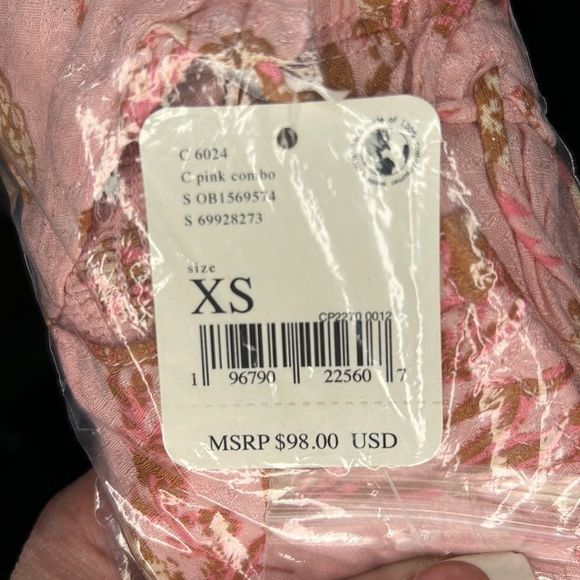 C 6024
C pink combo
S OB1569574
S 69928273
size
XS
CP2270 0012
1 96790 22560 7
MSRP $98.00 USD